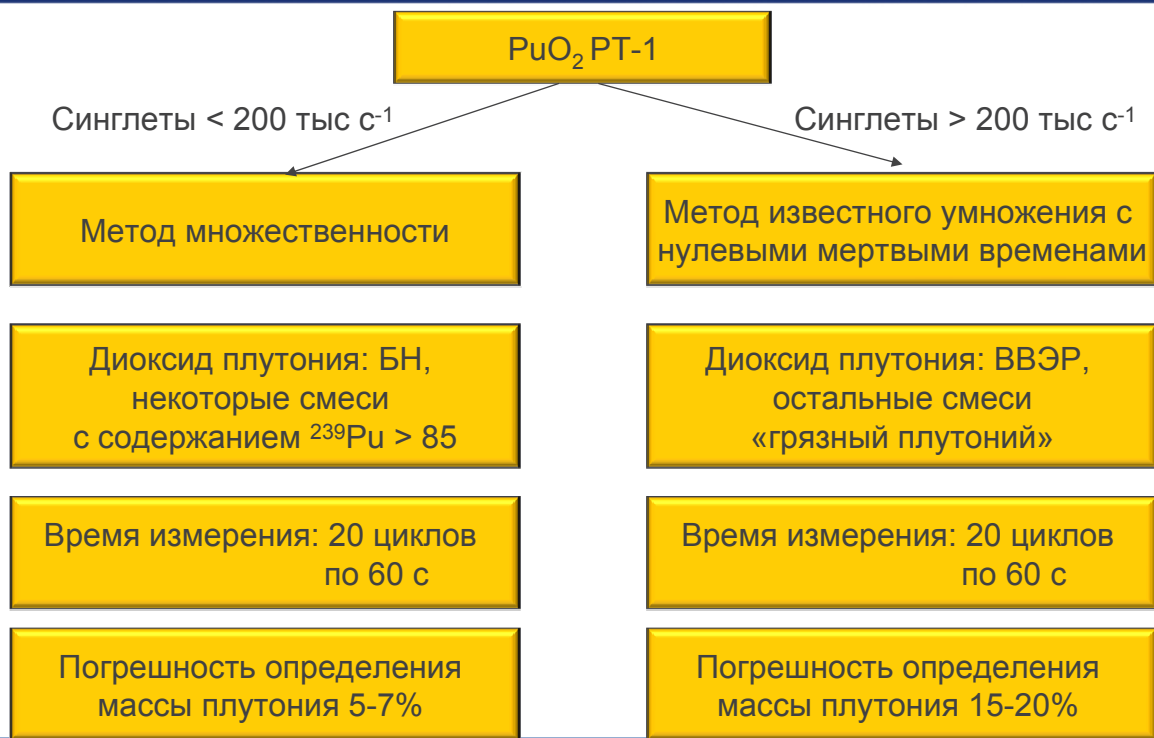 PuO₂ РТ-1
Синглеты < 200 тыс с⁻¹
Синглеты > 200 тыс с⁻¹
Метод множественности
Метод известного умножения с
нулевыми мертвыми временами
Диоксид плутония: БН,
некоторые смеси
с содержанием ²³⁹Pu > 85
Диоксид плутония: ВВЭР,
остальные смеси
«грязный плутоний»
Время измерения: 20 циклов
по 60 с
Время измерения: 20 циклов
по 60 с
Погрешность определения
массы плутония 5-7%
Погрешность определения
массы плутония 15-20%